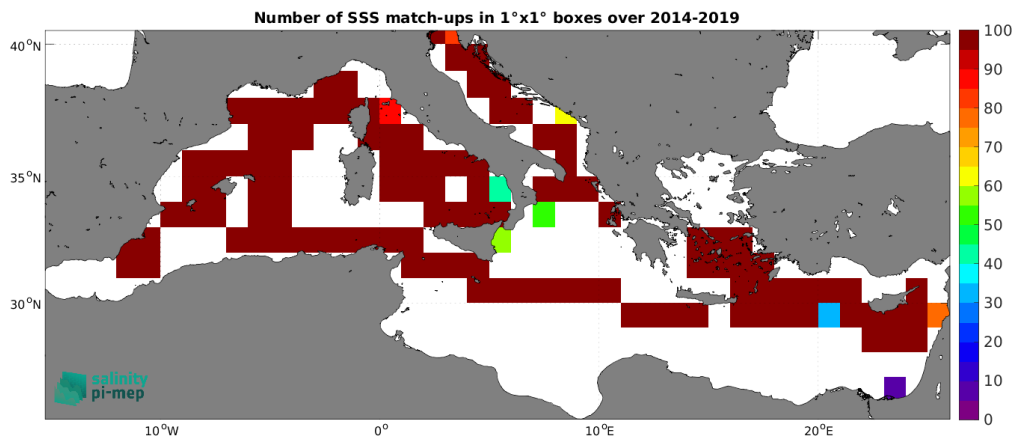 Number of SSS match-ups in 1°x1° boxes over 2014-2019
40°N
35°N
30°N
10°W
0°
10°E
20°E
100
90
80
70
60
50
40
30
20
10
0
salinity
pi-mep